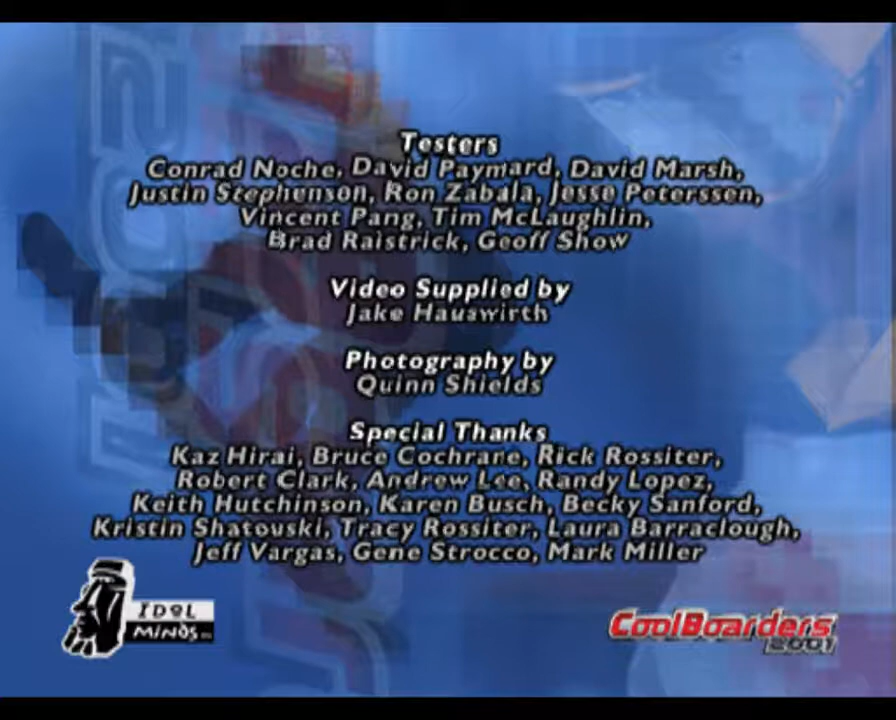 Testers
Conrad Noche, David Paymard, David Marsh,
Justin Stephenson, Ron Zabala, Jesse Peterssen,
Vincent Pang, Tim McLaughlin,
Brad Raistrick, Geoff Show
Video Supplied by
Jake Hauswirth
Photography by
Quinn Shields
Special Thanks
Kaz Hirai, Bruce Cochrane, Rick Rossiter,
Robert Clark, Andrew Lee, Randy Lopez,
Keith Hutchinson, Karen Busch, Becky Sanford,
Kristin Shatouski, Tracy Rossiter, Laura Barraclough,
Jeff Vargas, Gene Strocco, Mark Miller
IDOL
MINDS
CoolBoarders
2001